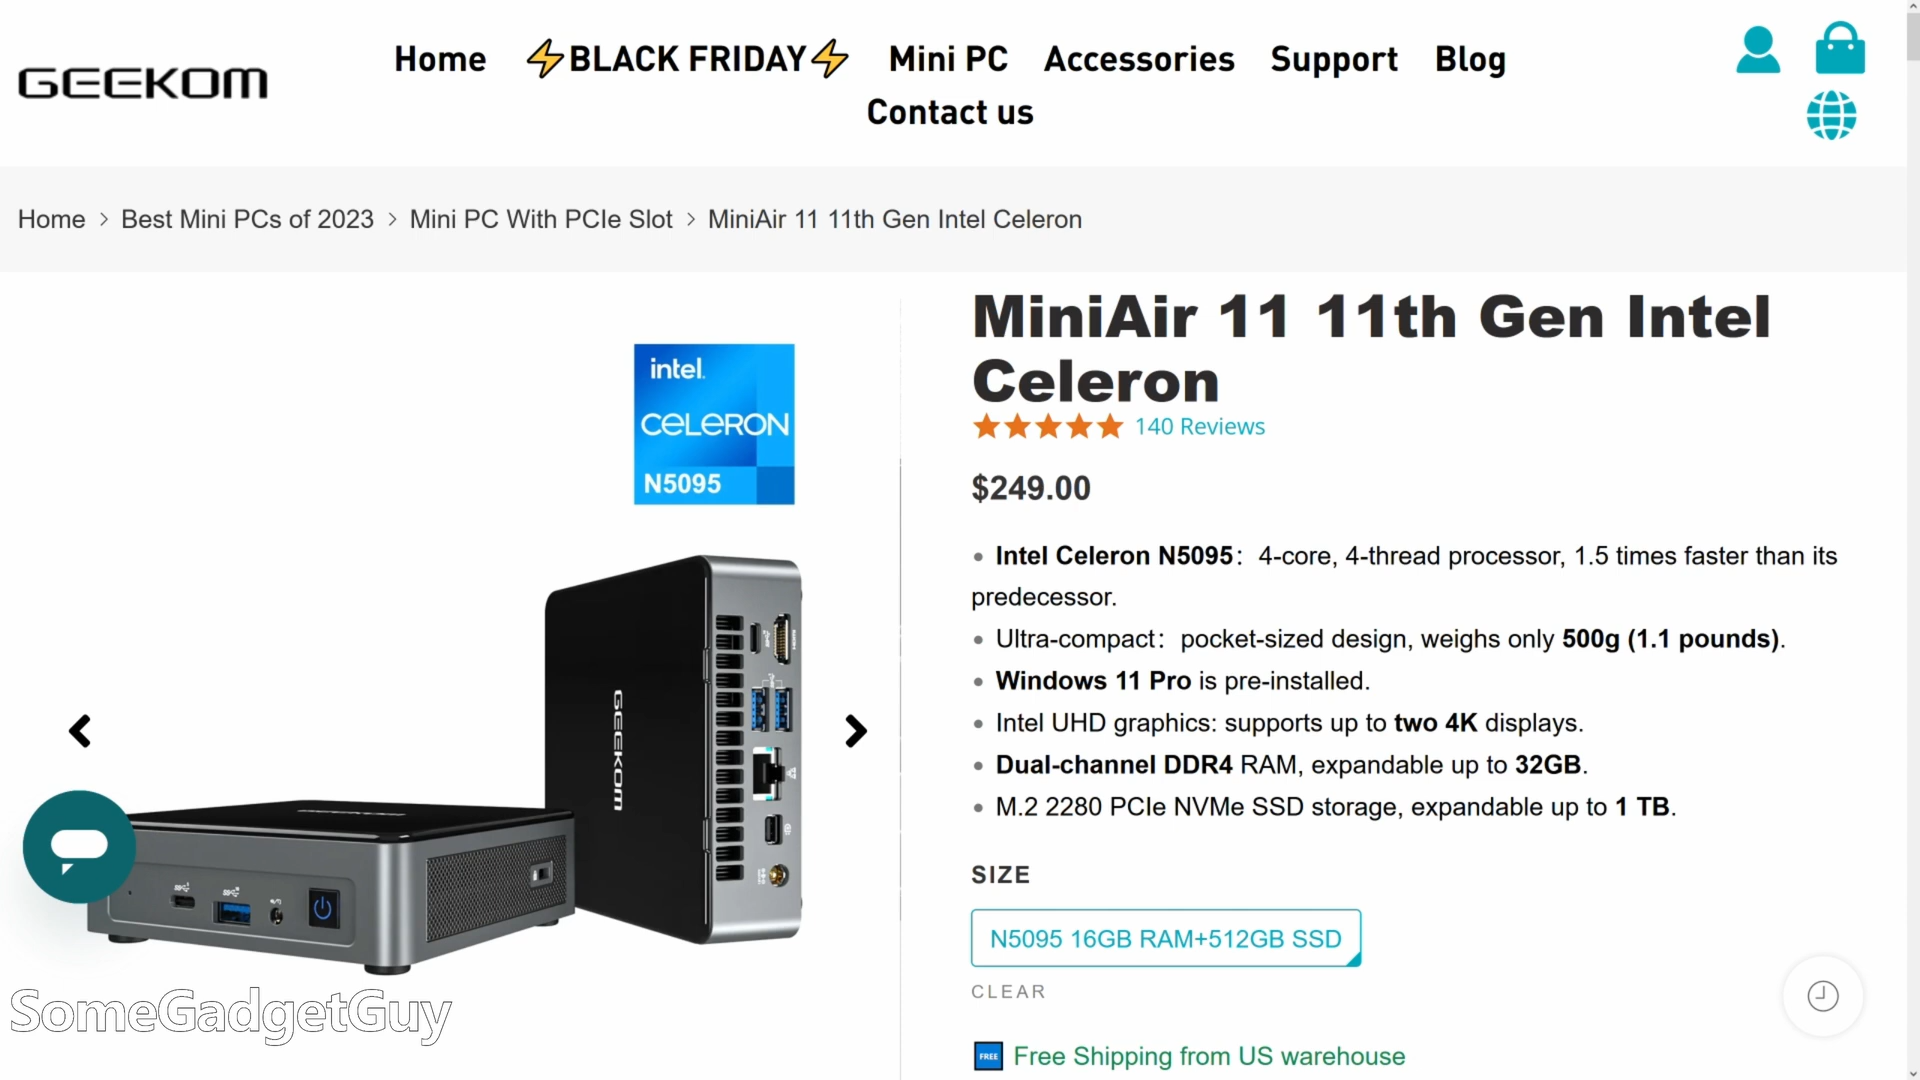 GEEKOM
Home ⚡BLACK FRIDAY⚡ Mini PC Accessories Support Blog
Contact us
Home > Best Mini PCs of 2023 > Mini PC With PCIe Slot > MiniAir 11 11th Gen Intel Celeron
intel.
CELERON
N5095
GEEKOM
GEEKOM
MiniAir 11 11th Gen Intel
Celeron
140 Reviews
$249.00
• Intel Celeron N5095: 4-core, 4-thread processor, 1.5 times faster than its
predecessor.
• Ultra-compact: pocket-sized design, weighs only 500g (1.1 pounds).
• Windows 11 Pro is pre-installed.
• Intel UHD graphics: supports up to two 4K displays.
• Dual-channel DDR4 RAM, expandable up to 32GB.
• M.2 2280 PCIe NVMe SSD storage, expandable up to 1 TB.
SIZE
N5095 16GB RAM+512GB SSD
CLEAR
FREE Free Shipping from US warehouse
SomeGadgetGuy